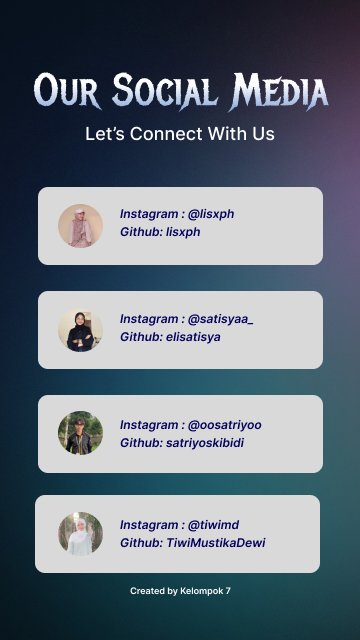 Our Social Media
Let’s Connect With Us
Instagram : @lisxph
Github: lisxph
Instagram : @satisyaa_
Github: elisatisya
Instagram : @oosatriyoo
Github: satriyoskibidi
Instagram : @tiwimd
Github: TiwiMustikaDewi
Created by Kelompok 7